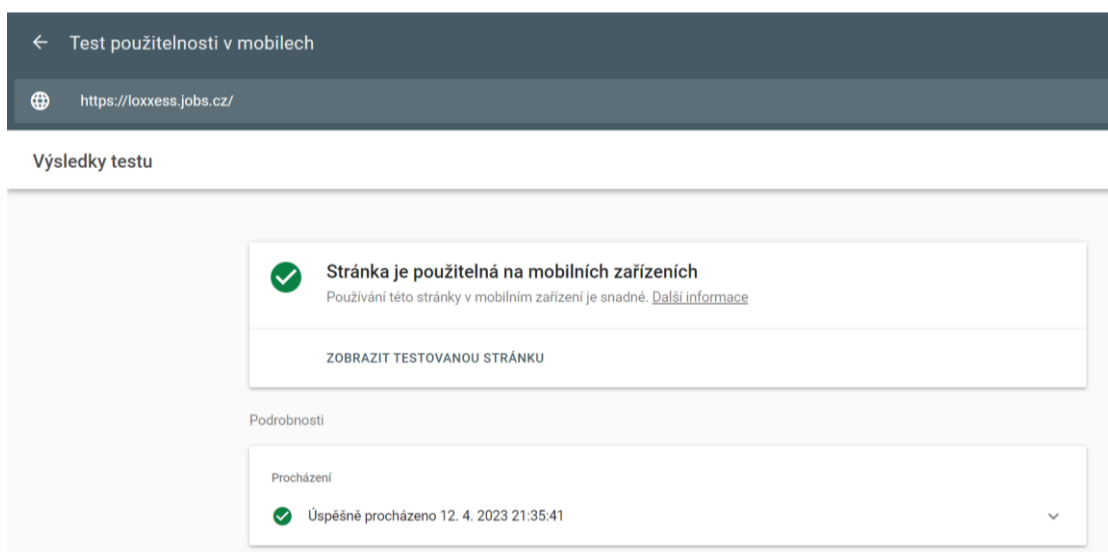 Test použitelnosti v mobilech
https://loxxess.jobs.cz/
Výsledky testu
Stránka je použitelná na mobilních zařízeních
Používání této stránky v mobilním zařízení je snadné. Další informace
ZOBRAZIT TESTOVANOU STRÁNKU
Podrobnosti
Procházení
Úspěšně procházeno 12. 4. 2023 21:35:41